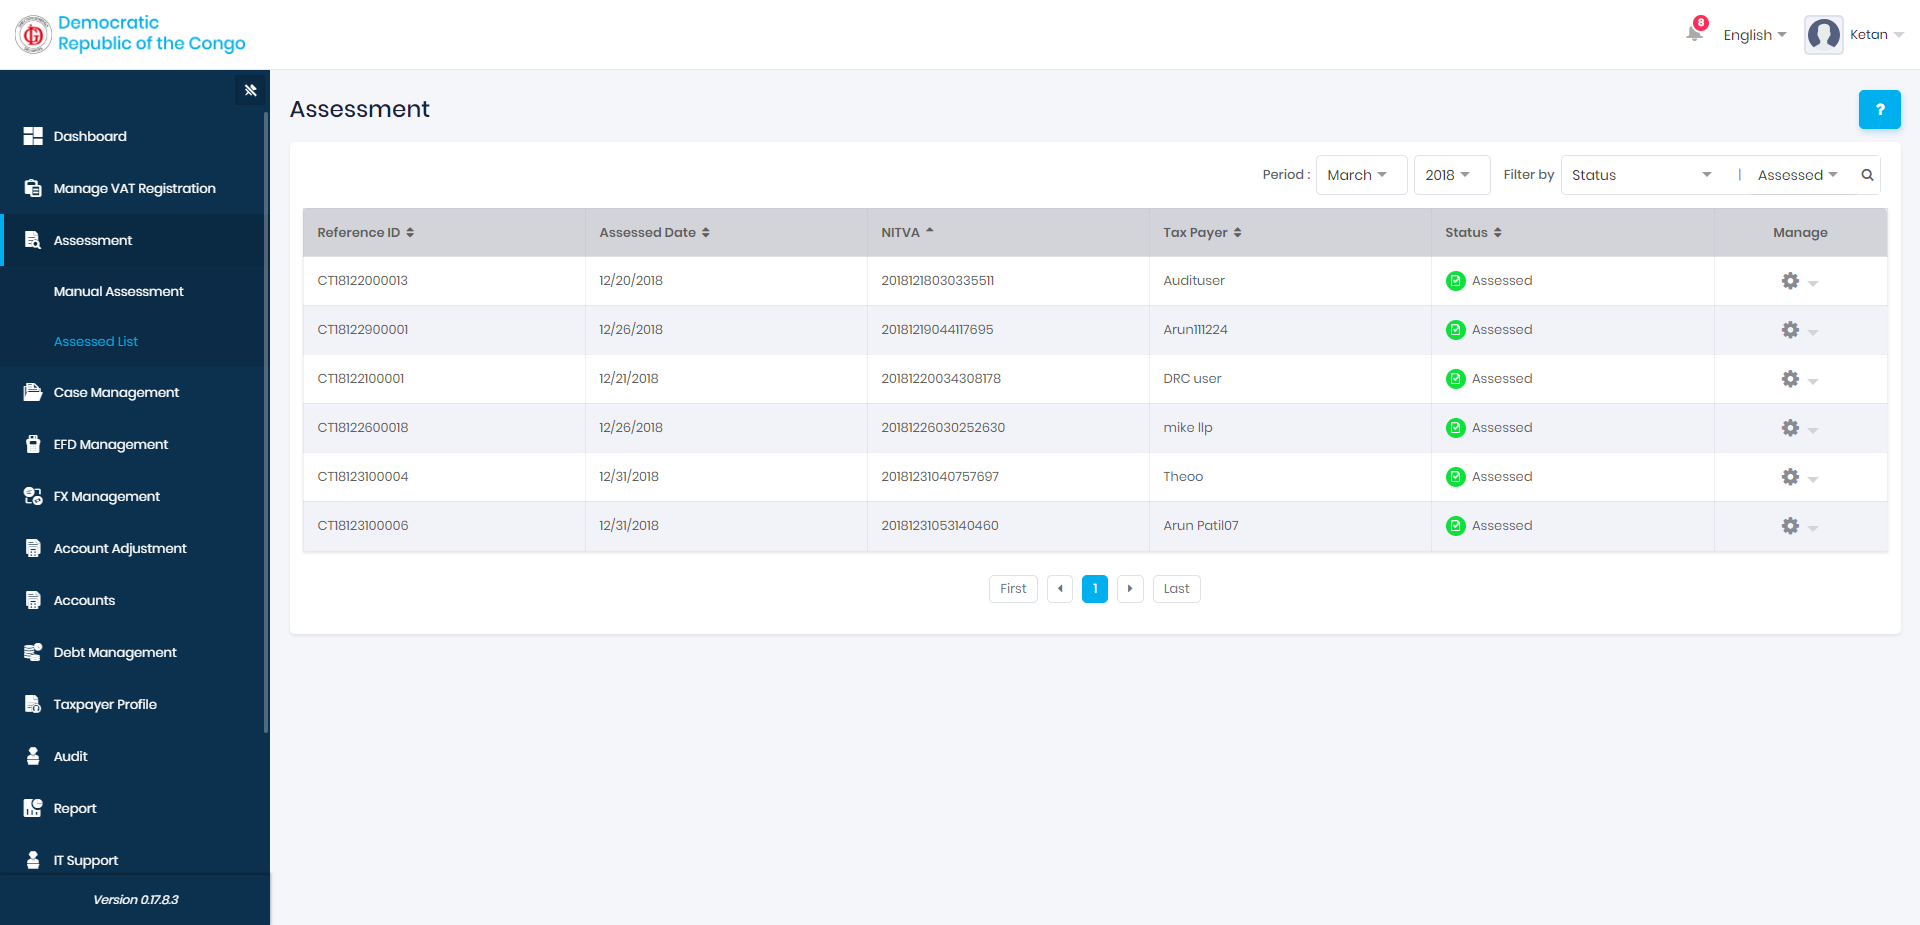 Democratic
Republic of the Congo
8
English
Ketan
Dashboard
Manage VAT Registration
Assessment
Manual Assessment
Assessed List
Case Management
EFD Management
FX Management
Account Adjustment
Accounts
Debt Management
Taxpayer Profile
Audit
Report
IT Support
Version 0.17.8.3
Assessment
?
Period : March 2018 Filter by Status | Assessed
Reference ID Assessed Date NITVA Tax Payer Status Manage
CT18122000013 12/20/2018 20181218030335511 Audituser Assessed
CT18122900001 12/26/2018 20181219044117695 Arun111224 Assessed
CT18122100001 12/21/2018 20181220034308178 DRC user Assessed
CT18122600018 12/26/2018 20181226030252630 mike llp Assessed
CT18123100004 12/31/2018 20181231040757697 Theoo Assessed
CT18123100006 12/31/2018 20181231053140460 Arun Patil07 Assessed
First 1 Last